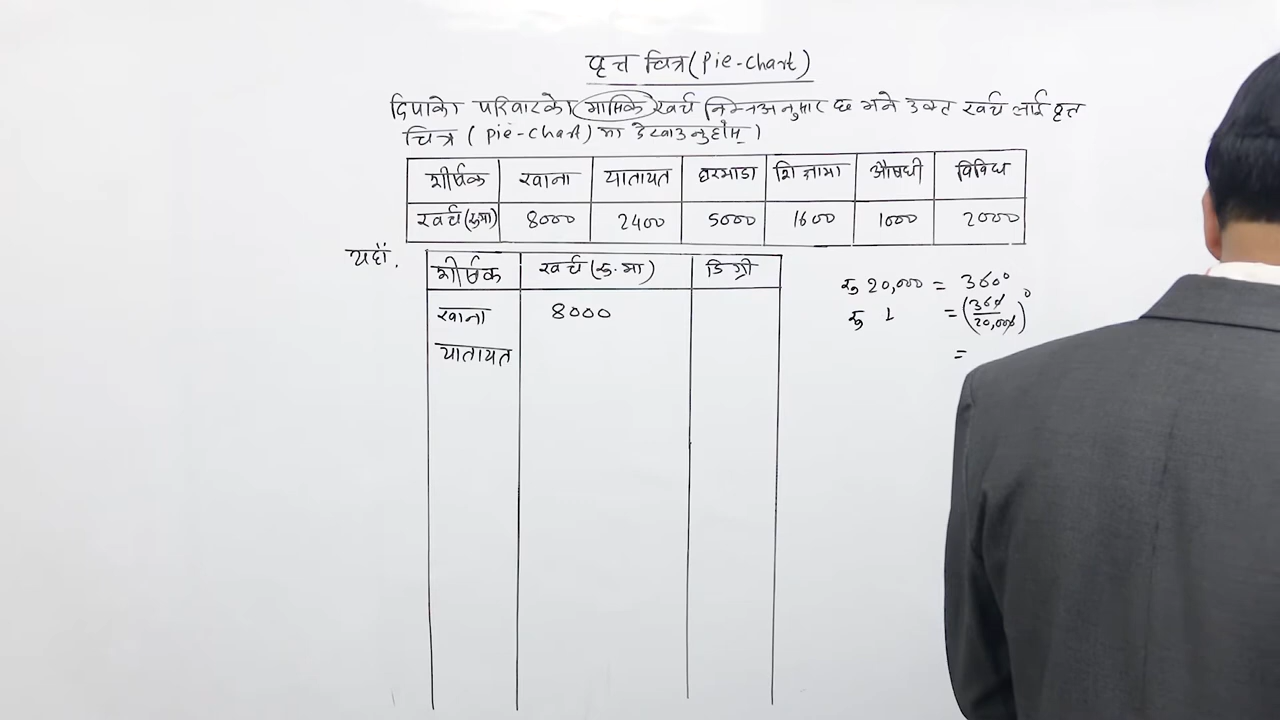 वृत्त चित्र (Pie-Chart)
दिपाको परिवारको मासिक खर्च निम्नअनुसार छ भने उक्त खर्च लाई वृत्त
चित्र (Pie-Chart) मा देखाउनुहोस् ।
शीर्षक खाना यातायत घरभाडा शिक्षामा औषधी विविध
खर्च (रु.मा) 8000 2400 5000 1600 1000 2000
यहाँ,
शीर्षक खर्च (रु. मा) डिग्री
खाना 8000
यातायत
रु 20,000 = 360°
रु 1 = (360/20,000)°
=